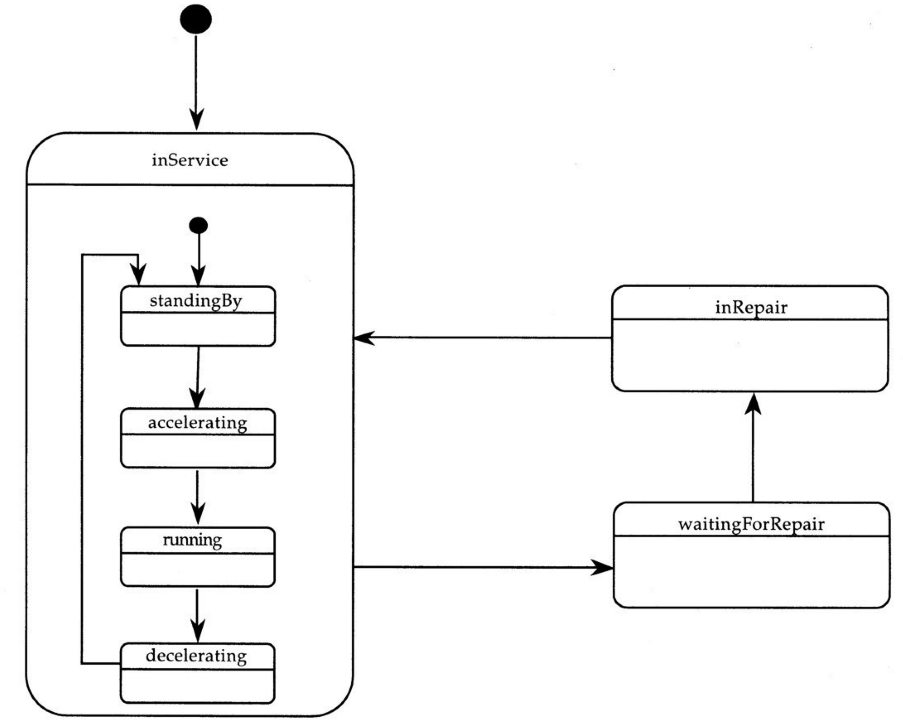 inService
standingBy
accelerating
running
decelerating
inRepair
waitingForRepair